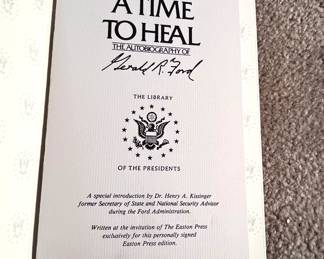 A TIME
TO HEAL
THE AUTOBIOGRAPHY OF
Gerald R. Ford
THE LIBRARY
OF THE PRESIDENTS
A special introduction by Dr. Henry A. Kissinger
former Secretary of State and National Security Advisor
during the Ford Administration.
Written at the invitation of The Easton Press
exclusively for this personally signed
Easton Press edition.